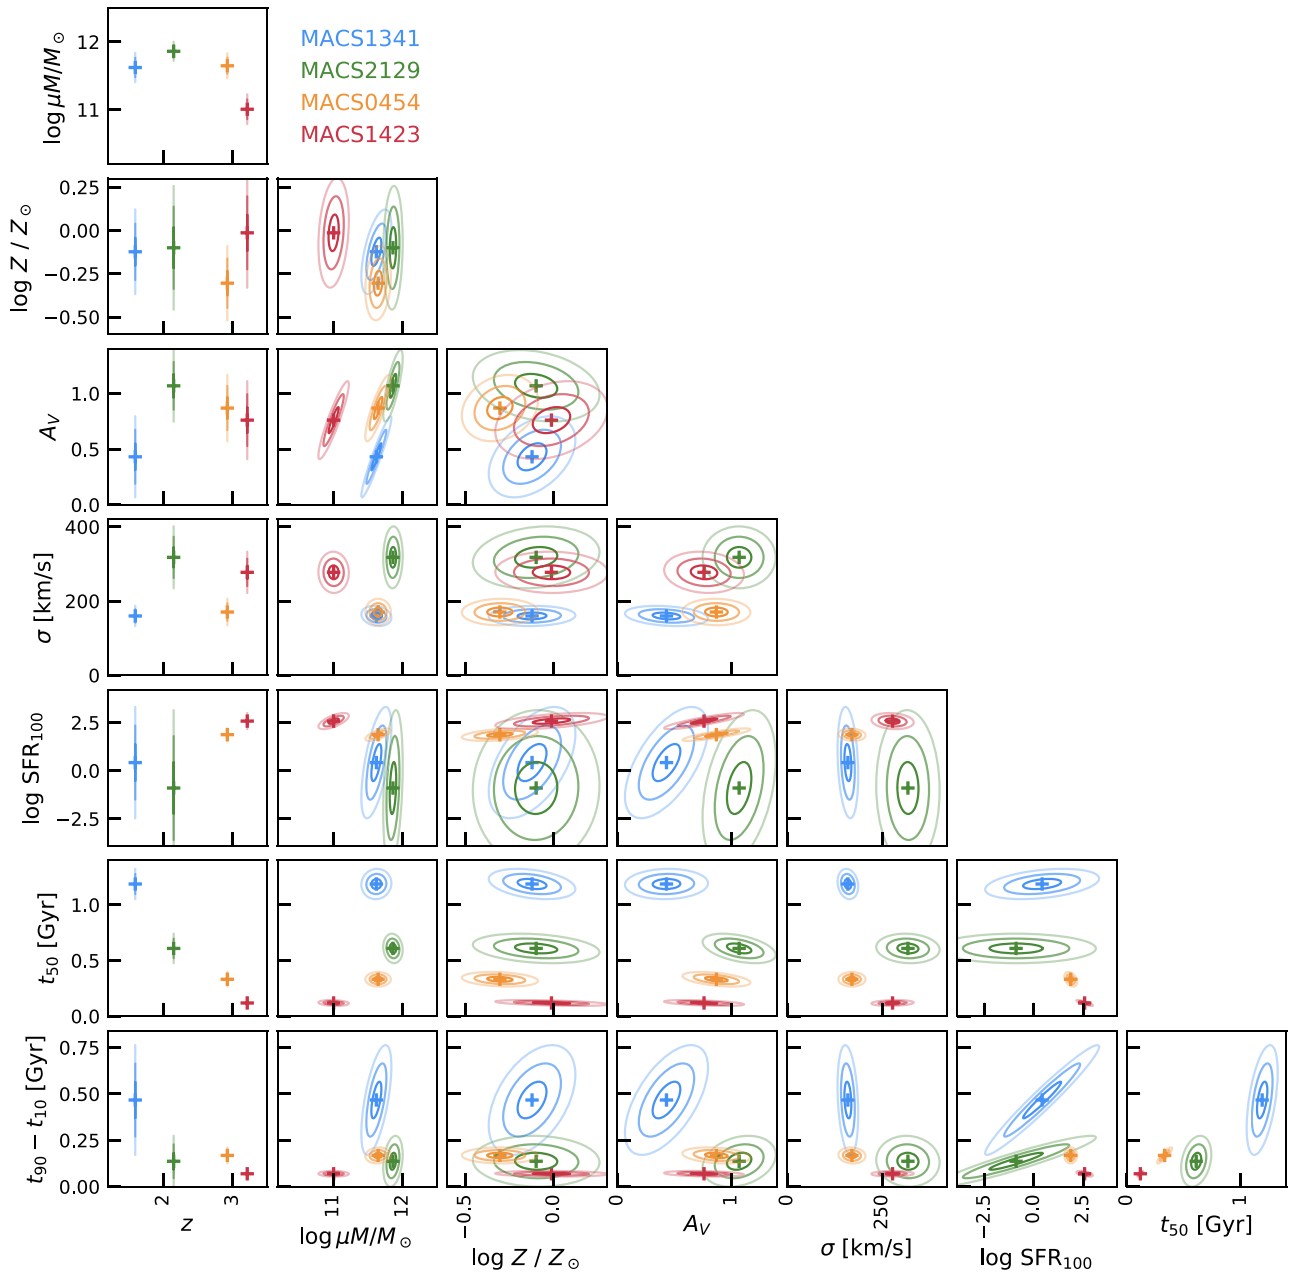 log μM/M⊙
12
11
MACS1341
MACS2129
MACS0454
MACS1423
log Z / Z⊙
0.25
0.00
−0.25
−0.50
A_V
1.0
0.5
0.0
σ [km/s]
400
200
0
log SFR₁₀₀
2.5
0.0
−2.5
t₅₀ [Gyr]
1.0
0.5
0.0
t₉₀ − t₁₀ [Gyr]
0.75
0.50
0.25
0.00
2 3 11 12 −0.5 0.0 0 1 0 250 −2.5 0.0 2.5 0 1
z log μM/M⊙ log Z / Z⊙ A_V σ [km/s] log SFR₁₀₀ t₅₀ [Gyr]